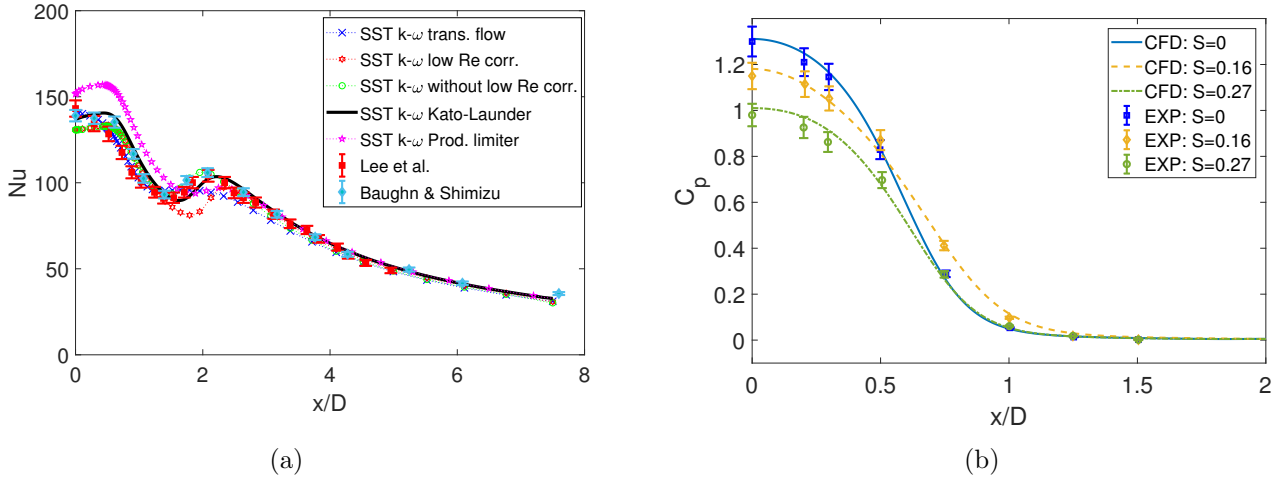 200
150
100
50
0
Nu
0
2
4
6
8
x/D
SST k-ω trans. flow
SST k-ω low Re corr.
SST k-ω without low Re corr.
SST k-ω Kato-Launder
SST k-ω Prod. limiter
Lee et al.
Baughn & Shimizu
(a)
1.2
1
0.8
0.6
0.4
0.2
0
C_p
0
0.5
1
1.5
2
x/D
CFD: S=0
CFD: S=0.16
CFD: S=0.27
EXP: S=0
EXP: S=0.16
EXP: S=0.27
(b)